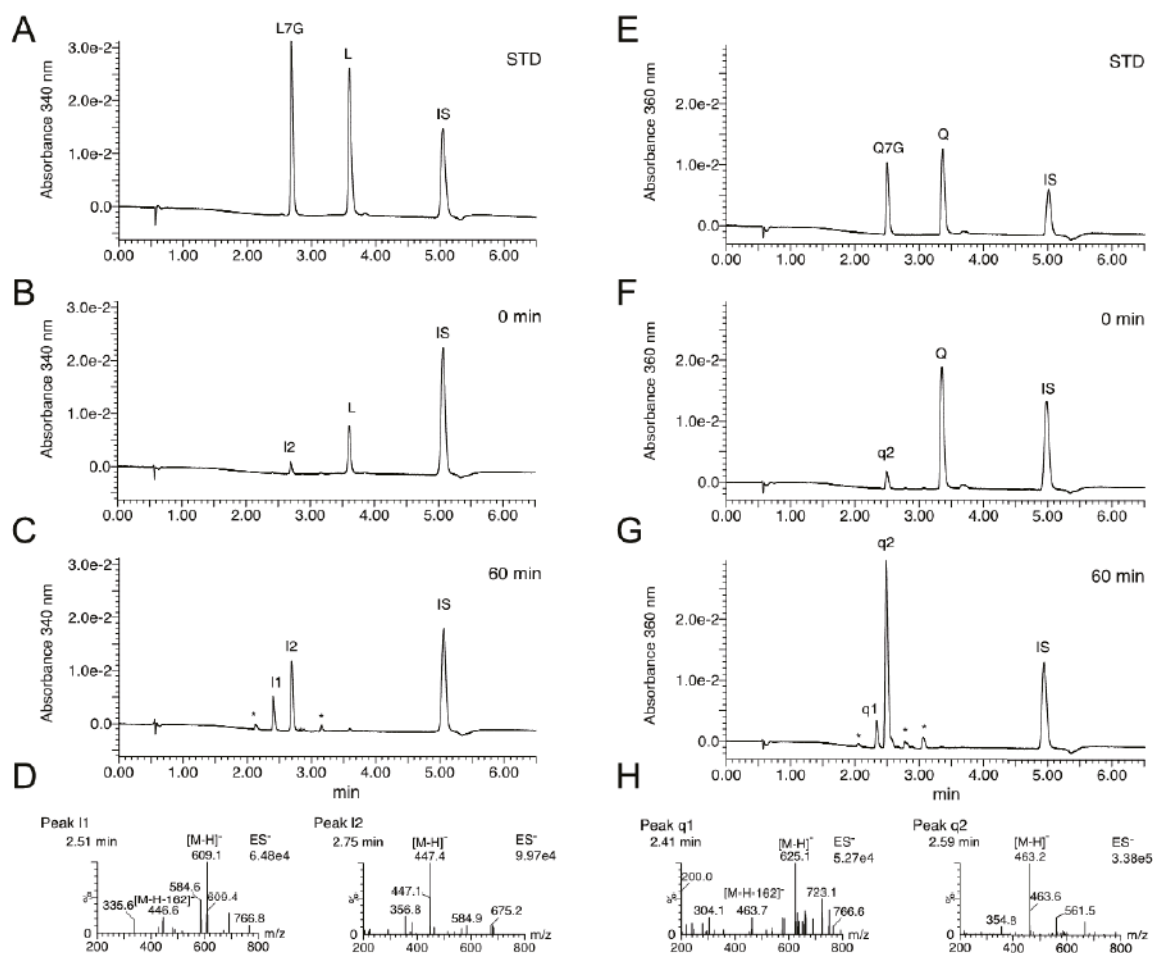 A
L7G
L
IS
STD
Absorbance 340 nm
3.0e-2
2.0e-2
1.0e-2
0.0
0.00 1.00 2.00 3.00 4.00 5.00 6.00
B
0 min
l2
L
IS
Absorbance 340 nm
3.0e-2
2.0e-2
1.0e-2
0.0
0.00 1.00 2.00 3.00 4.00 5.00 6.00
C
60 min
* l1 l2 *
IS
Absorbance 340 nm
3.0e-2
2.0e-2
1.0e-2
0.0
0.00 1.00 2.00 3.00 4.00 5.00 6.00
min
D
Peak l1
2.51 min
[M-H]⁻
609.1
ES⁻
6.48e4
335.6
[M-H-162]⁻
446.6
584.6
609.4
766.8
%
200 400 600 800 m/z
Peak l2
2.75 min
[M-H]⁻
447.4
ES⁻
9.97e4
447.1
356.8
584.9
675.2
%
200 400 600 800 m/z
E
STD
Q7G
Q
IS
Absorbance 360 nm
2.0e-2
1.0e-2
0.0
0.00 1.00 2.00 3.00 4.00 5.00 6.00
F
0 min
q2
Q
IS
Absorbance 360 nm
2.0e-2
1.0e-2
0.0
0.00 1.00 2.00 3.00 4.00 5.00 6.00
G
60 min
* q1 q2 * *
IS
Absorbance 360 nm
2.0e-2
1.0e-2
0.0
0.00 1.00 2.00 3.00 4.00 5.00 6.00
min
H
Peak q1
2.41 min
[M-H]⁻
625.1
ES⁻
5.27e4
200.0
304.1
[M-H-162]⁻
463.7
723.1
766.6
%
200 400 600 800 m/z
Peak q2
2.59 min
[M-H]⁻
463.2
ES⁻
3.38e5
463.6
354.8
561.5
%
200 400 600 800 m/z